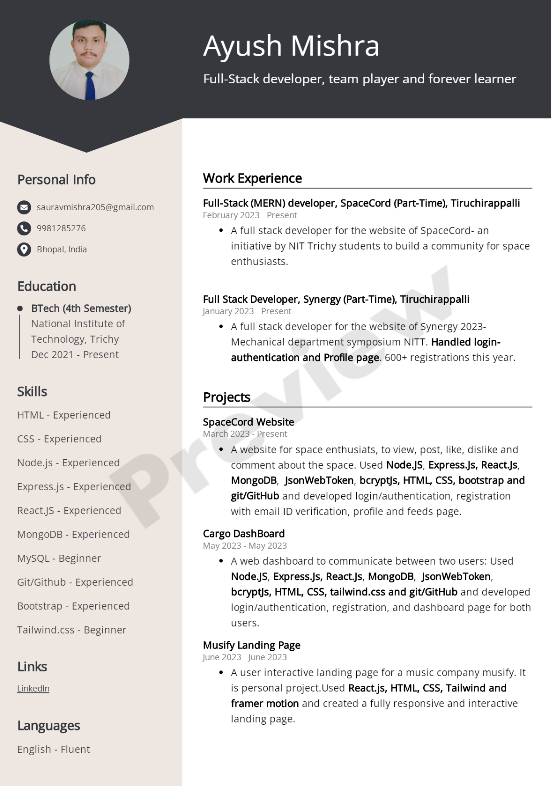 Ayush Mishra
Full-Stack developer, team player and forever learner
Personal Info
sauravmishra205@gmail.com
9981285276
Bhopal, India
Education
BTech (4th Semester)
National Institute of
Technology, Trichy
Dec 2021 - Present
Skills
HTML - Experienced
CSS - Experienced
Node.js - Experienced
Express.js - Experienced
React.JS - Experienced
MongoDB - Experienced
MySQL - Beginner
Git/Github - Experienced
Bootstrap - Experienced
Tailwind.css - Beginner
Links
LinkedIn
Languages
English - Fluent
Work Experience
Full-Stack (MERN) developer, SpaceCord (Part-Time), Tiruchirappalli
February 2023 Present
A full stack developer for the website of SpaceCord- an
initiative by NIT Trichy students to build a community for space
enthusiasts.
Full Stack Developer, Synergy (Part-Time), Tiruchirappalli
January 2023 Present
A full stack developer for the website of Synergy 2023-
Mechanical department symposium NITT. Handled login-
authentication and Profile page. 600+ registrations this year.
Projects
SpaceCord Website
March 2023 - Present
A website for space enthusiats, to view, post, like, dislike and
comment about the space. Used Node.JS, Express.Js, React.Js,
MongoDB, JsonWebToken, bcryptJs, HTML, CSS, bootstrap and
git/GitHub and developed login/authentication, registration
with email ID verification, profile and feeds page.
Cargo DashBoard
May 2023 - May 2023
A web dashboard to communicate between two users: Used
Node.JS, Express.Js, React.Js, MongoDB, JsonWebToken,
bcryptJs, HTML, CSS, tailwind.css and git/GitHub and developed
login/authentication, registration, and dashboard page for both
users.
Musify Landing Page
June 2023 June 2023
A user interactive landing page for a music company musify. It
is personal project.Used React.js, HTML, CSS, Tailwind and
framer motion and created a fully responsive and interactive
landing page.
Preview